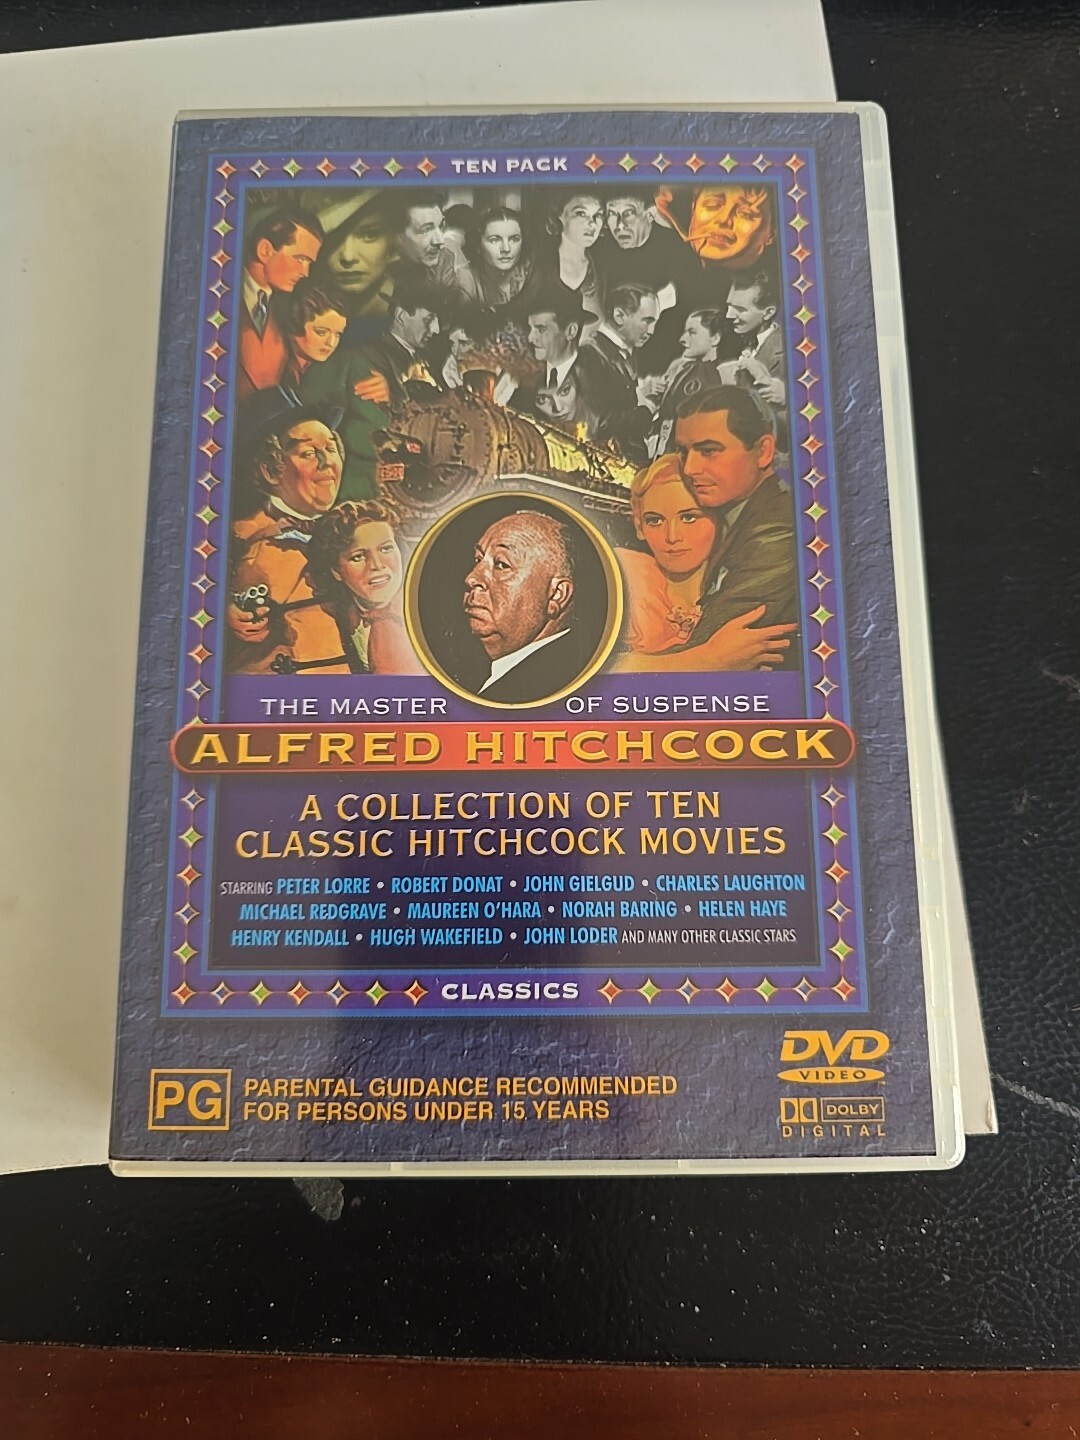 TEN PACK
THE MASTER OF SUSPENSE
ALFRED HITCHCOCK
A COLLECTION OF TEN
CLASSIC HITCHCOCK MOVIES
STARRING PETER LORRE • ROBERT DONAT • JOHN GIELGUD • CHARLES LAUGHTON
MICHAEL REDGRAVE • MAUREEN O'HARA • NORAH BARING • HELEN HAYE
HENRY KENDALL • HUGH WAKEFIELD • JOHN LODER AND MANY OTHER CLASSIC STARS
CLASSICS
DVD
VIDEO
PG PARENTAL GUIDANCE RECOMMENDED
FOR PERSONS UNDER 15 YEARS
DOLBY
DIGITAL